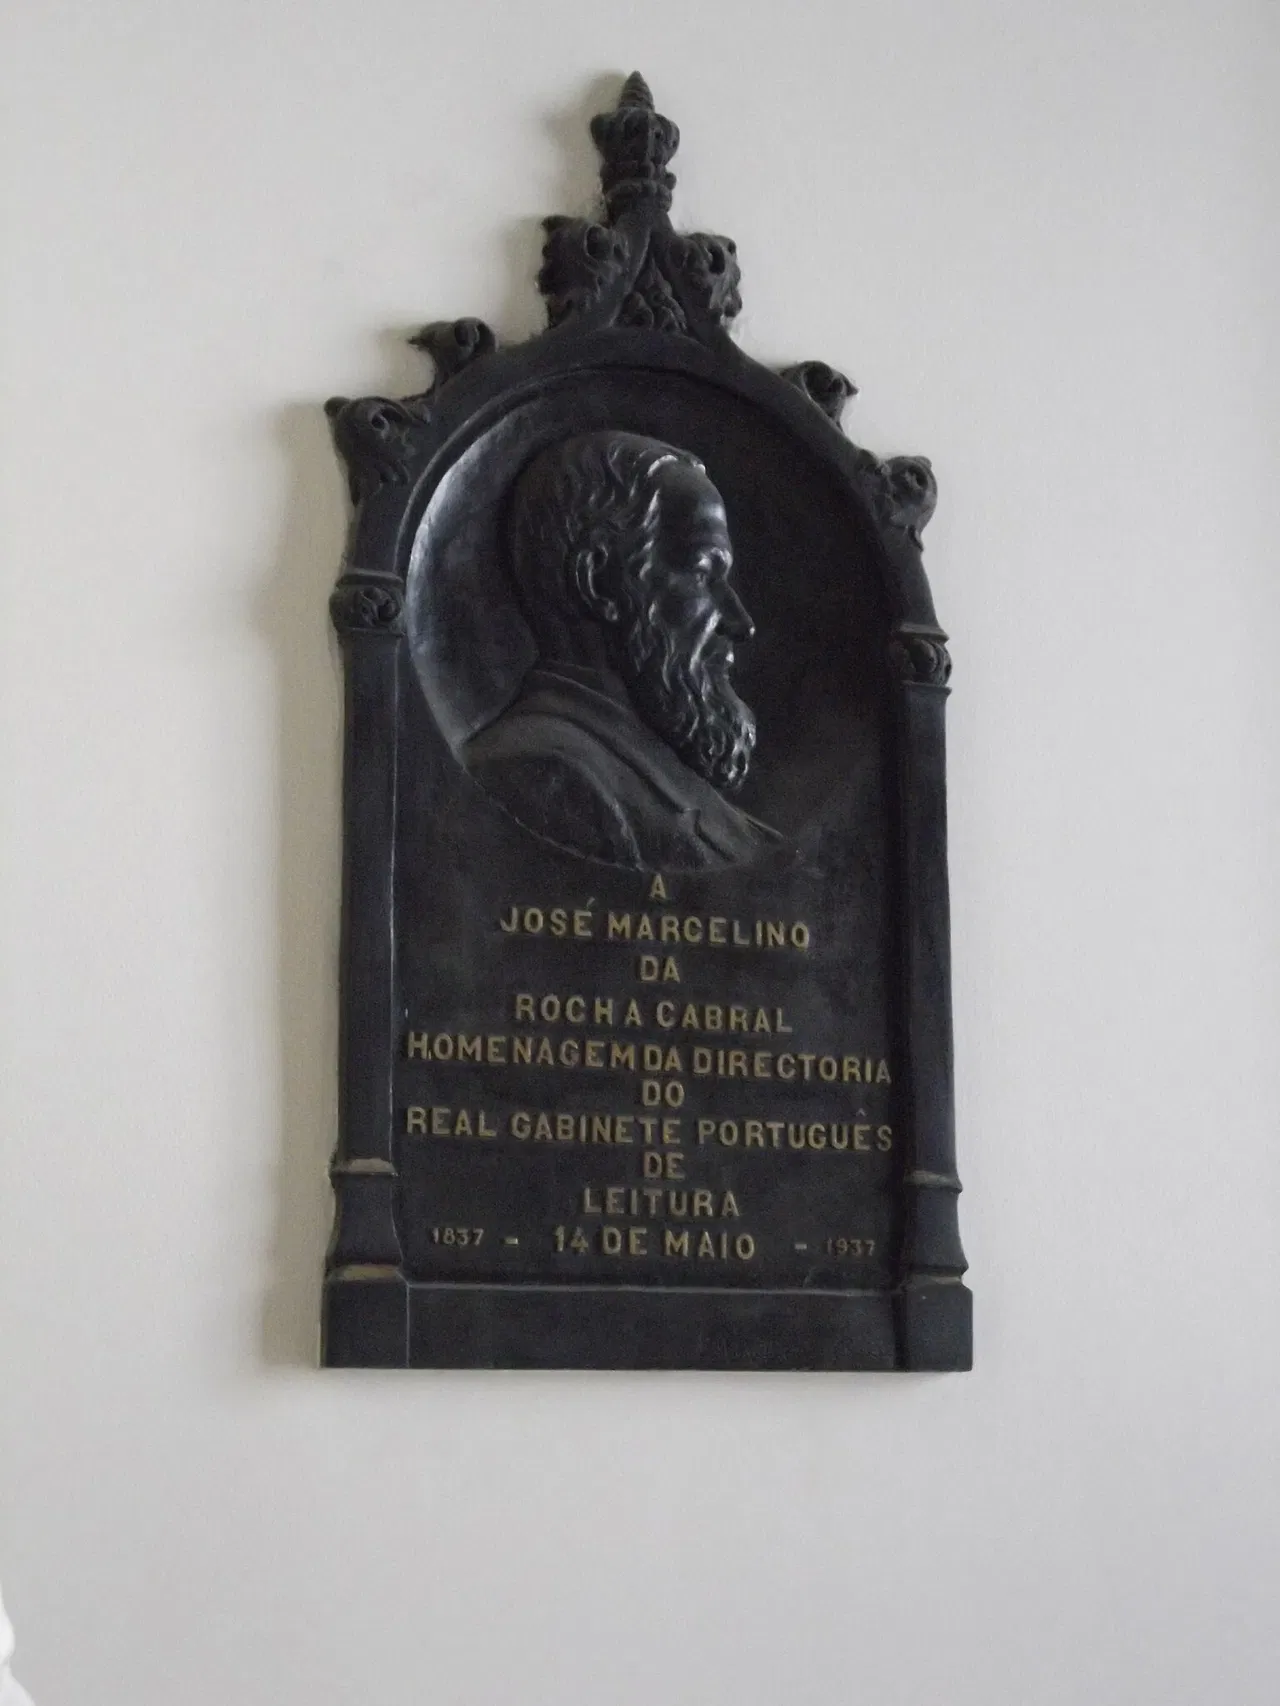 A
JOSÉ MARCELINO
DA
ROCHA CABRAL
HOMENAGEM DA DIRECTORIA
DO
REAL GABINETE PORTUGUÊS
DE
LEITURA
1837 - 14 DE MAIO - 1937